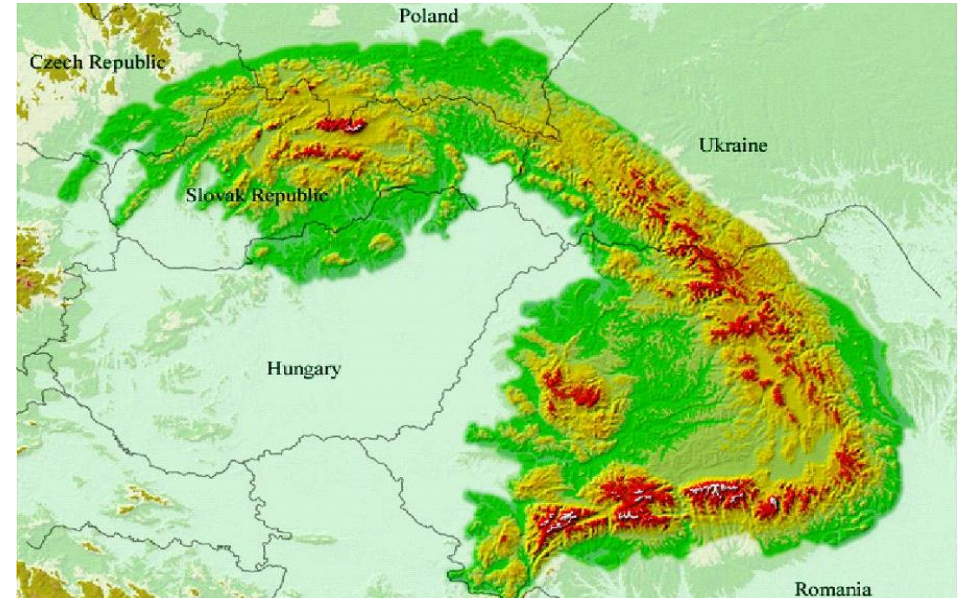 Poland
Czech Republic
Ukraine
Slovak Republic
Hungary
Romania